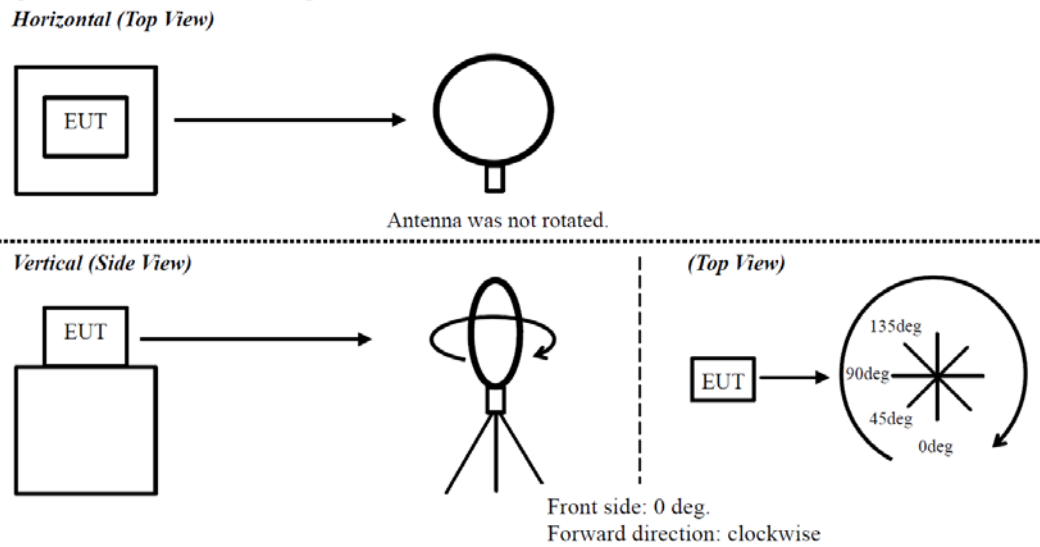 Horizontal (Top View)
EUT
Antenna was not rotated.
Vertical (Side View)
EUT
(Top View)
135deg
90deg
45deg
0deg
EUT
Front side: 0 deg.
Forward direction: clockwise